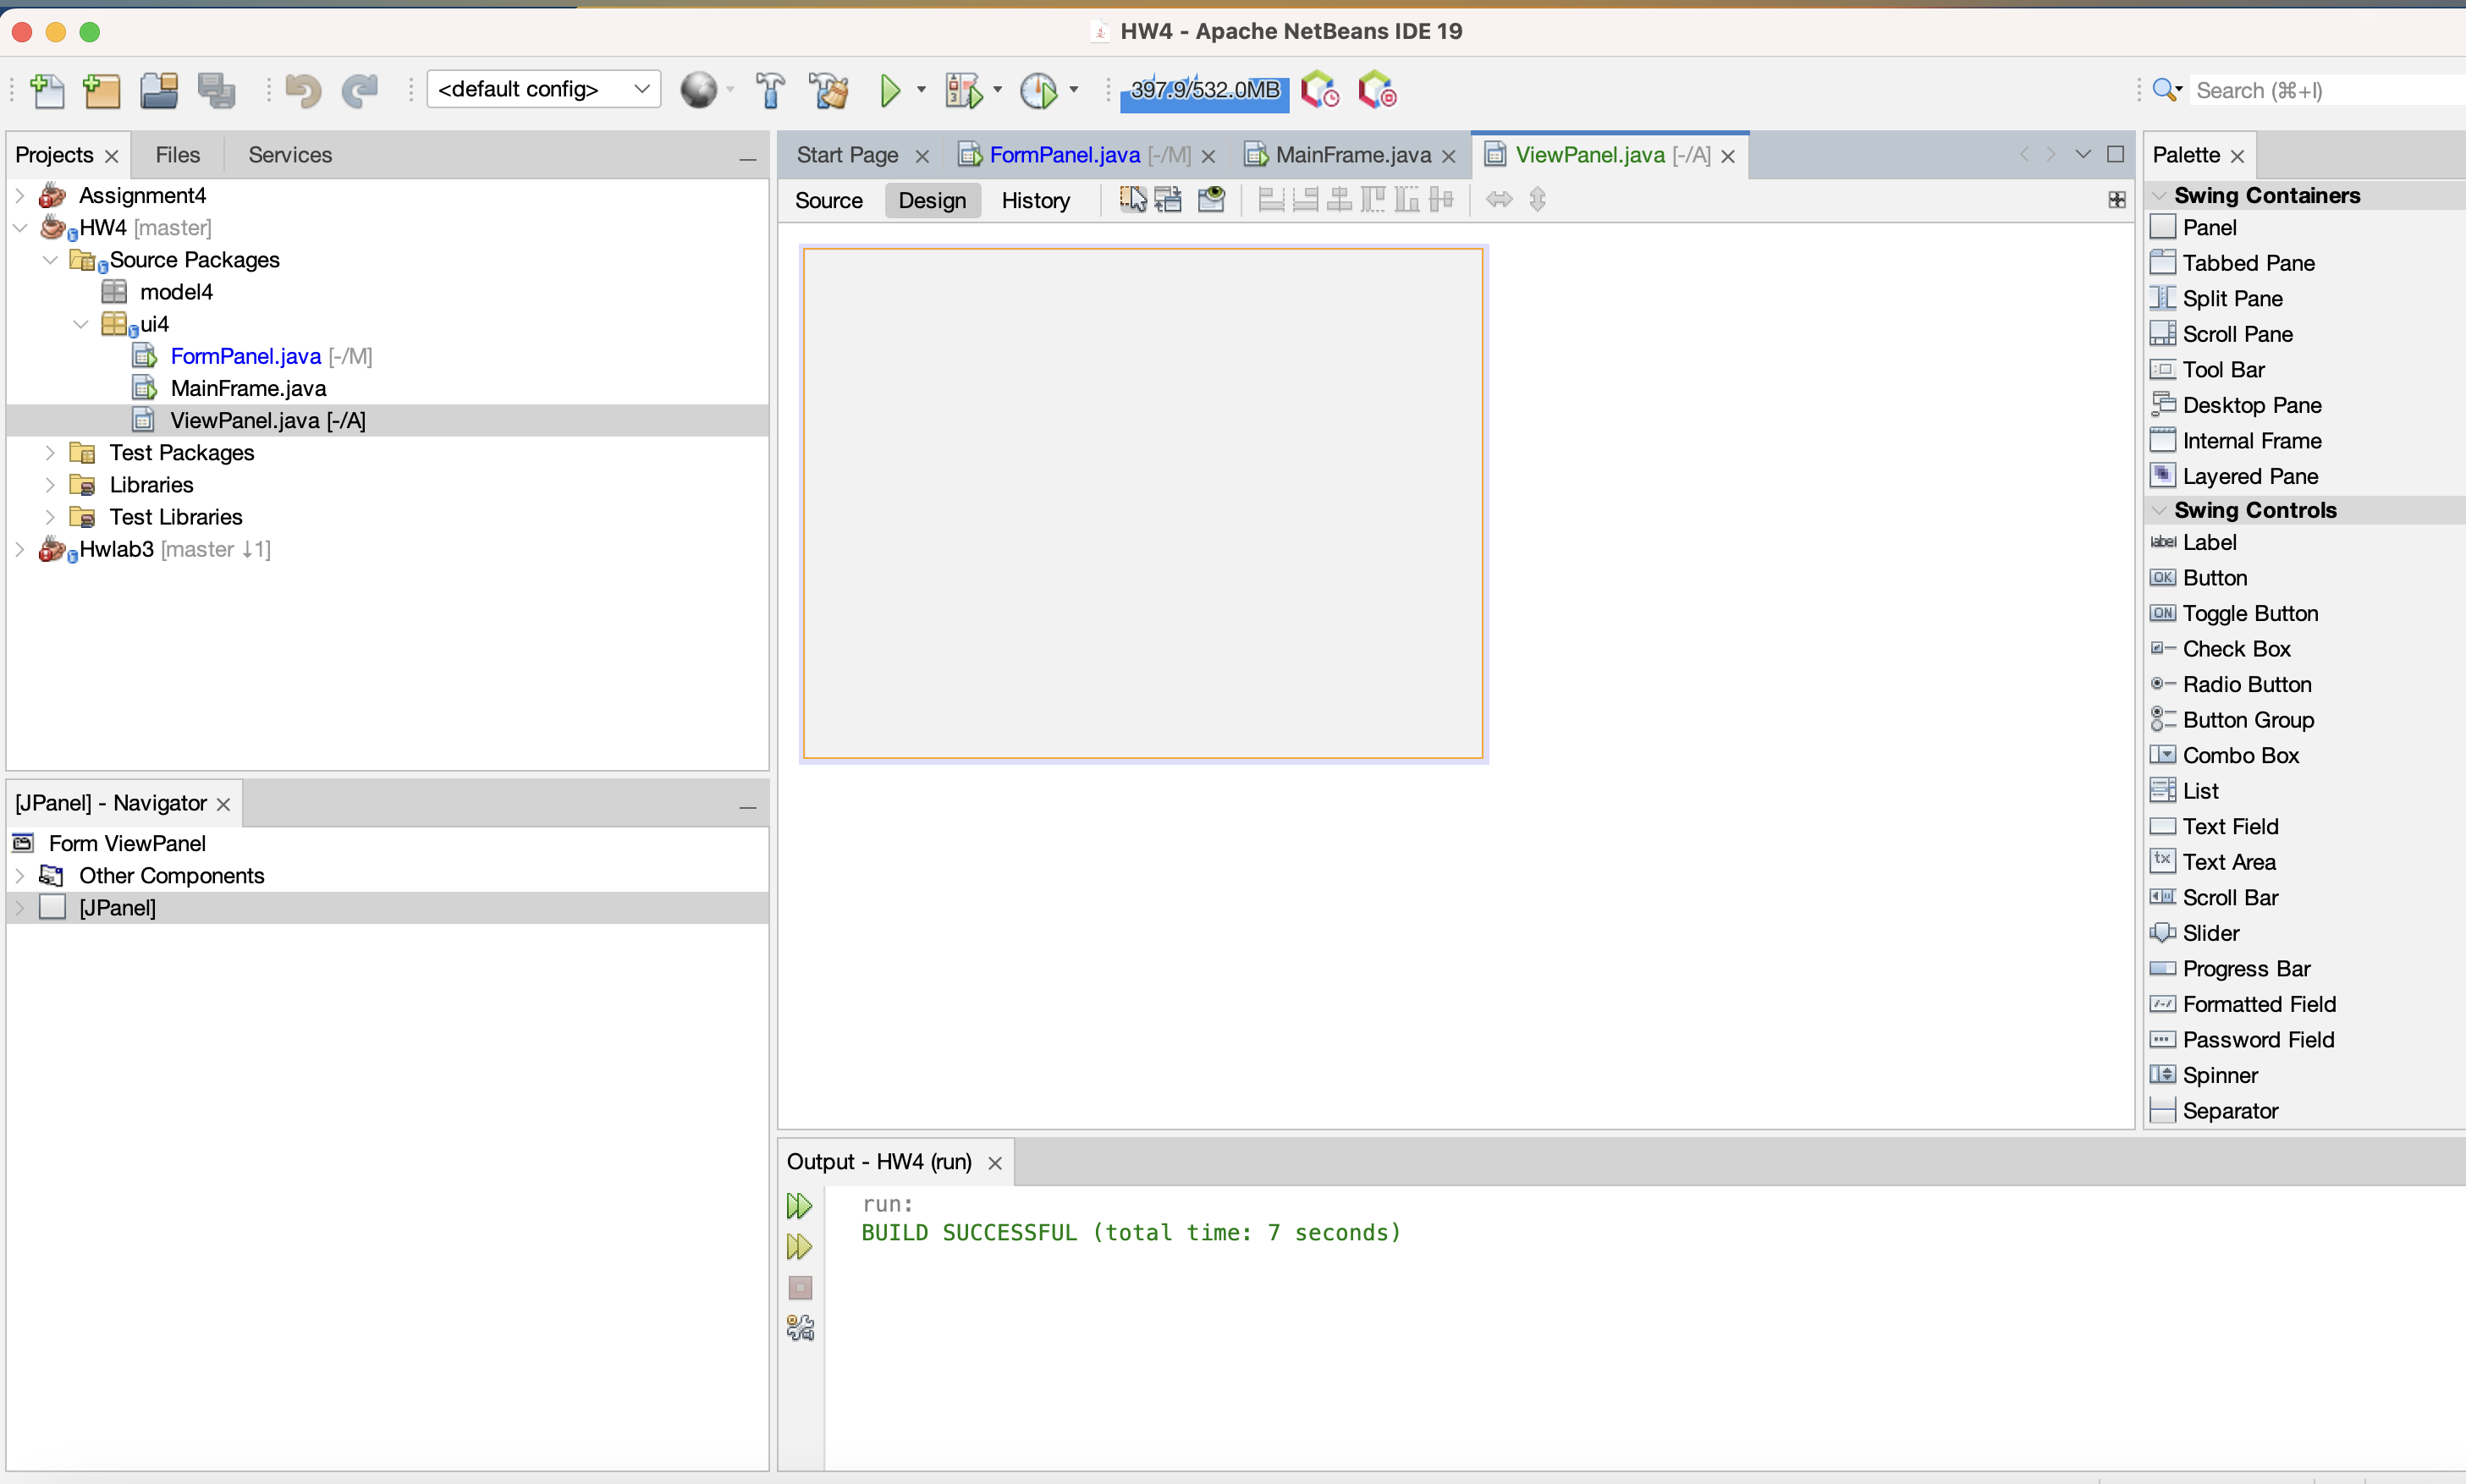 HW4 - Apache NetBeans IDE 19
<default config>
397.9/532.0MB
Search (⌘+I)
Projects
Files
Services
Assignment4
HW4 [master]
Source Packages
model4
ui4
FormPanel.java [-/M]
MainFrame.java
ViewPanel.java [-/A]
Test Packages
Libraries
Test Libraries
Hwlab3 [master ↓1]
[JPanel] - Navigator
Form ViewPanel
Other Components
[JPanel]
Start Page
FormPanel.java [-/M]
MainFrame.java
ViewPanel.java [-/A]
Source
Design
History
Palette
Swing Containers
Panel
Tabbed Pane
Split Pane
Scroll Pane
Tool Bar
Desktop Pane
Internal Frame
Layered Pane
Swing Controls
label Label
OK Button
ON Toggle Button
Check Box
Radio Button
Button Group
Combo Box
List
Text Field
tx Text Area
Scroll Bar
Slider
Progress Bar
Formatted Field
Password Field
Spinner
Separator
Output - HW4 (run)
run:
BUILD SUCCESSFUL (total time: 7 seconds)